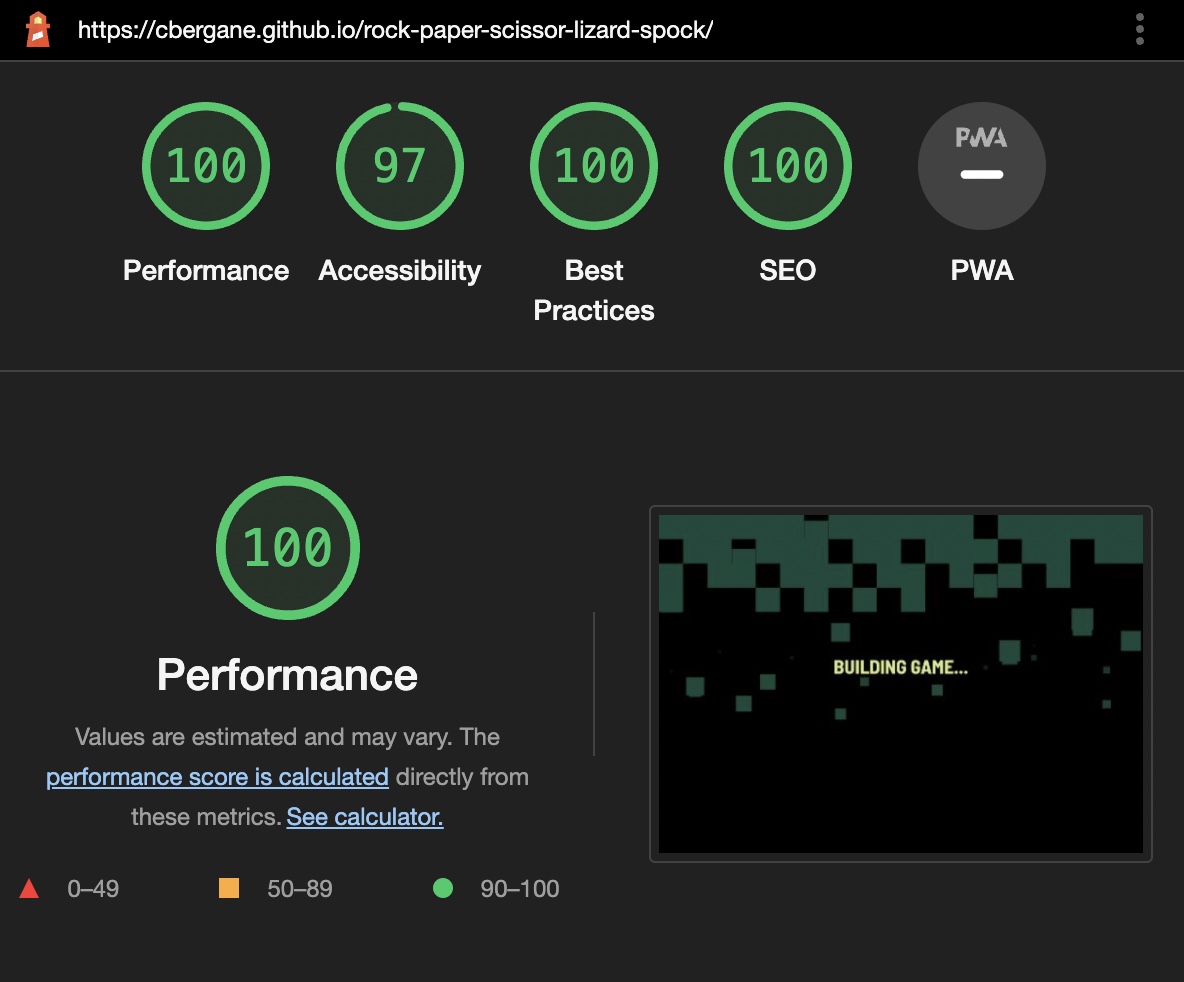 https://cbergane.github.io/rock-paper-scissor-lizard-spock/
100
97
100
100
PWA
Performance
Accessibility
Best
Practices
SEO
PWA
100
Performance
Values are estimated and may vary. The
performance score is calculated directly from
these metrics. See calculator.
0–49
50–89
90–100
BUILDING GAME...